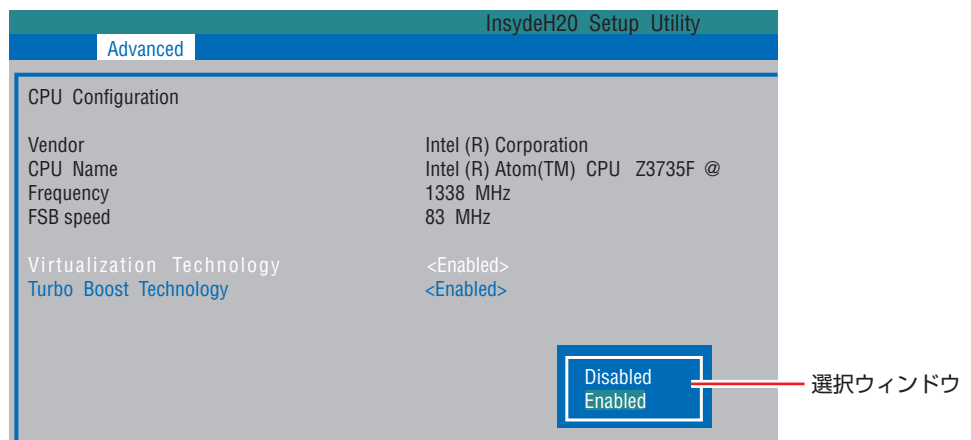 InsydeH20 Setup Utility
Advanced
CPU Configuration
Vendor Intel (R) Corporation
CPU Name Intel (R) Atom(TM) CPU Z3735F @
Frequency 1338 MHz
FSB speed 83 MHz
Virtualization Technology <Enabled>
Turbo Boost Technology <Enabled>
Disabled
Enabled
選択ウィンドウ